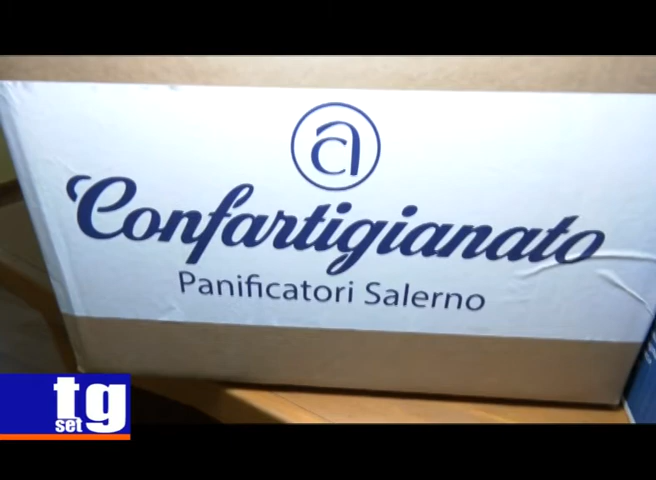 Confartigianato
Panificatori Salerno
tg
set